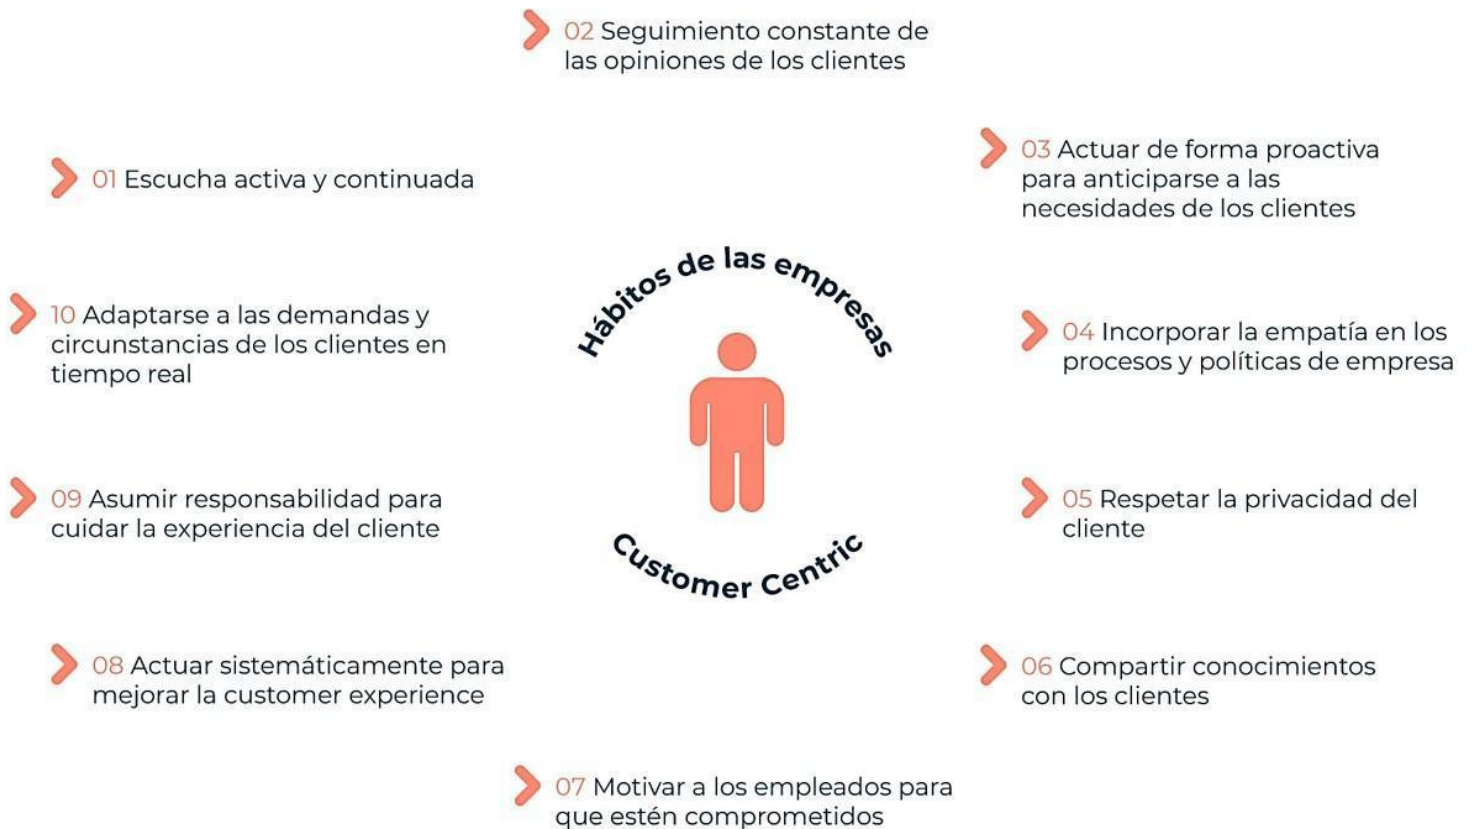 02 Seguimiento constante de
las opiniones de los clientes
01 Escucha activa y continuada
03 Actuar de forma proactiva
para anticiparse a las
necesidades de los clientes
Hábitos de las empresas
Customer Centric
10 Adaptarse a las demandas y
circunstancias de los clientes en
tiempo real
04 Incorporar la empatía en los
procesos y políticas de empresa
09 Asumir responsabilidad para
cuidar la experiencia del cliente
05 Respetar la privacidad del
cliente
08 Actuar sistemáticamente para
mejorar la customer experience
06 Compartir conocimientos
con los clientes
07 Motivar a los empleados para
que estén comprometidos